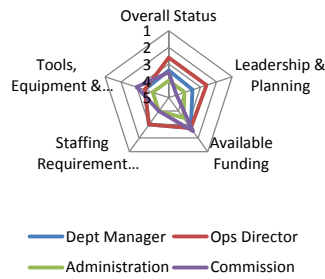 Overall Status
1
2
3
4
5
Leadership &
Planning
Available
Funding
Staffing
Requirement...
Tools,
Equipment &...
Dept Manager
Ops Director
Administration
Commission